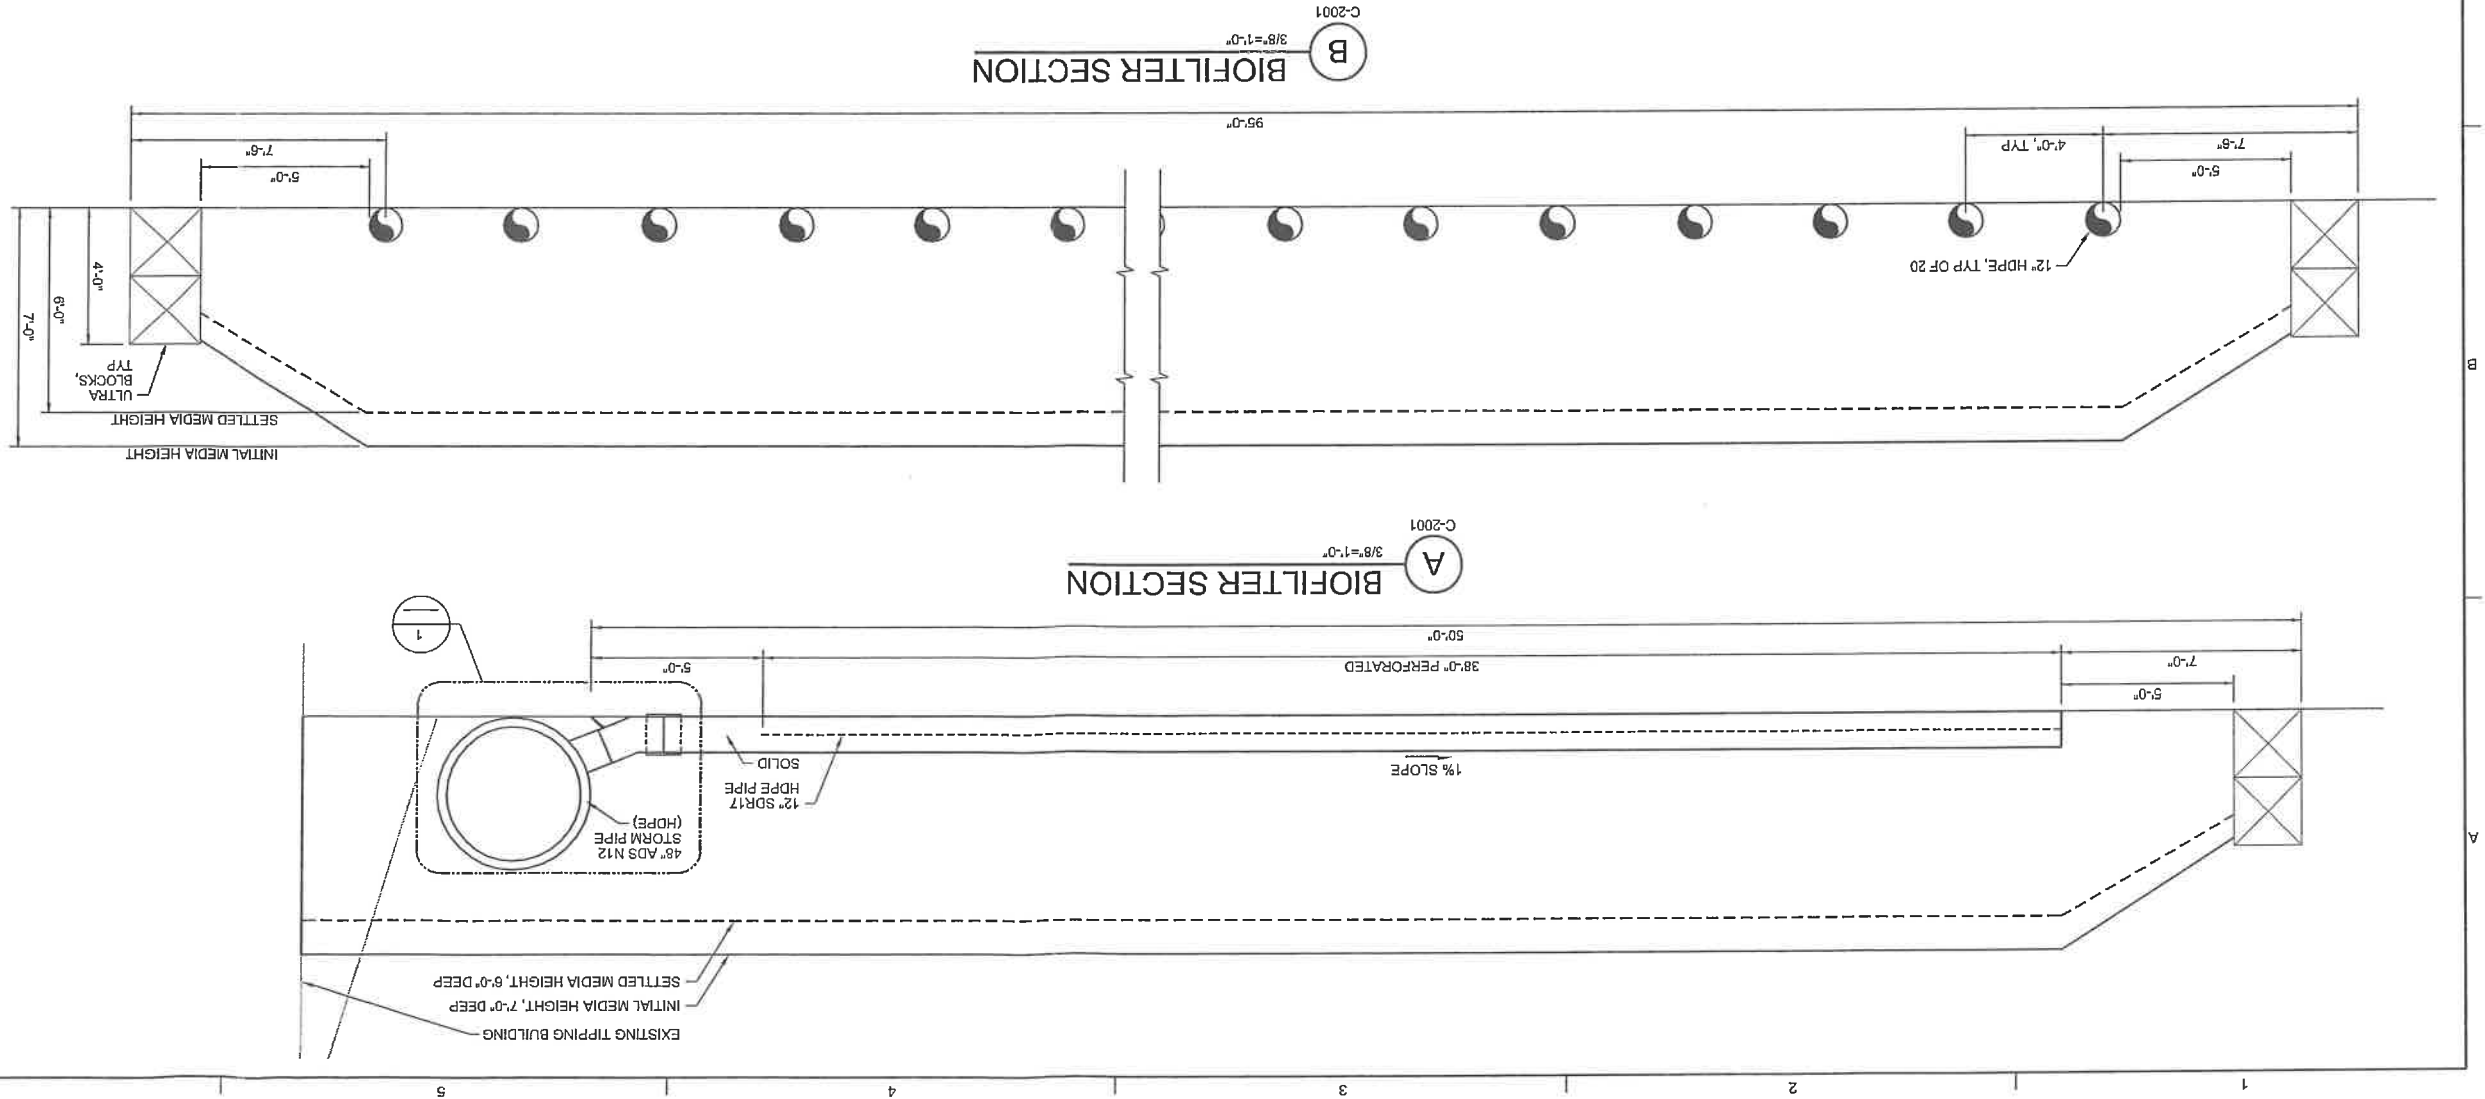 1
2
3
4
5
EXISTING TIPPING BUILDING
INITIAL MEDIA HEIGHT, 7'-0" DEEP
SETTLED MEDIA HEIGHT, 6'-0" DEEP
A
48" ADS N12
STORM PIPE
(HDPE)
12" SDR17
HDPE PIPE
SOLID
1% SLOPE
5'-0"
7'-0"
38'-0" PERFORATED
5'-0"
50'-0"
1
A
BIOFILTER SECTION
3/8"=1'-0"
C-2001
INITIAL MEDIA HEIGHT
SETTLED MEDIA HEIGHT
B
ULTRA
BLOCKS,
TYP
7'-0"
6'-0"
4'-0"
12" HDPE, TYP OF 20
5'-0"
7'-6"
4'-0", TYP
5'-0"
7'-6"
95'-0"
B
BIOFILTER SECTION
3/8"=1'-0"
C-2001